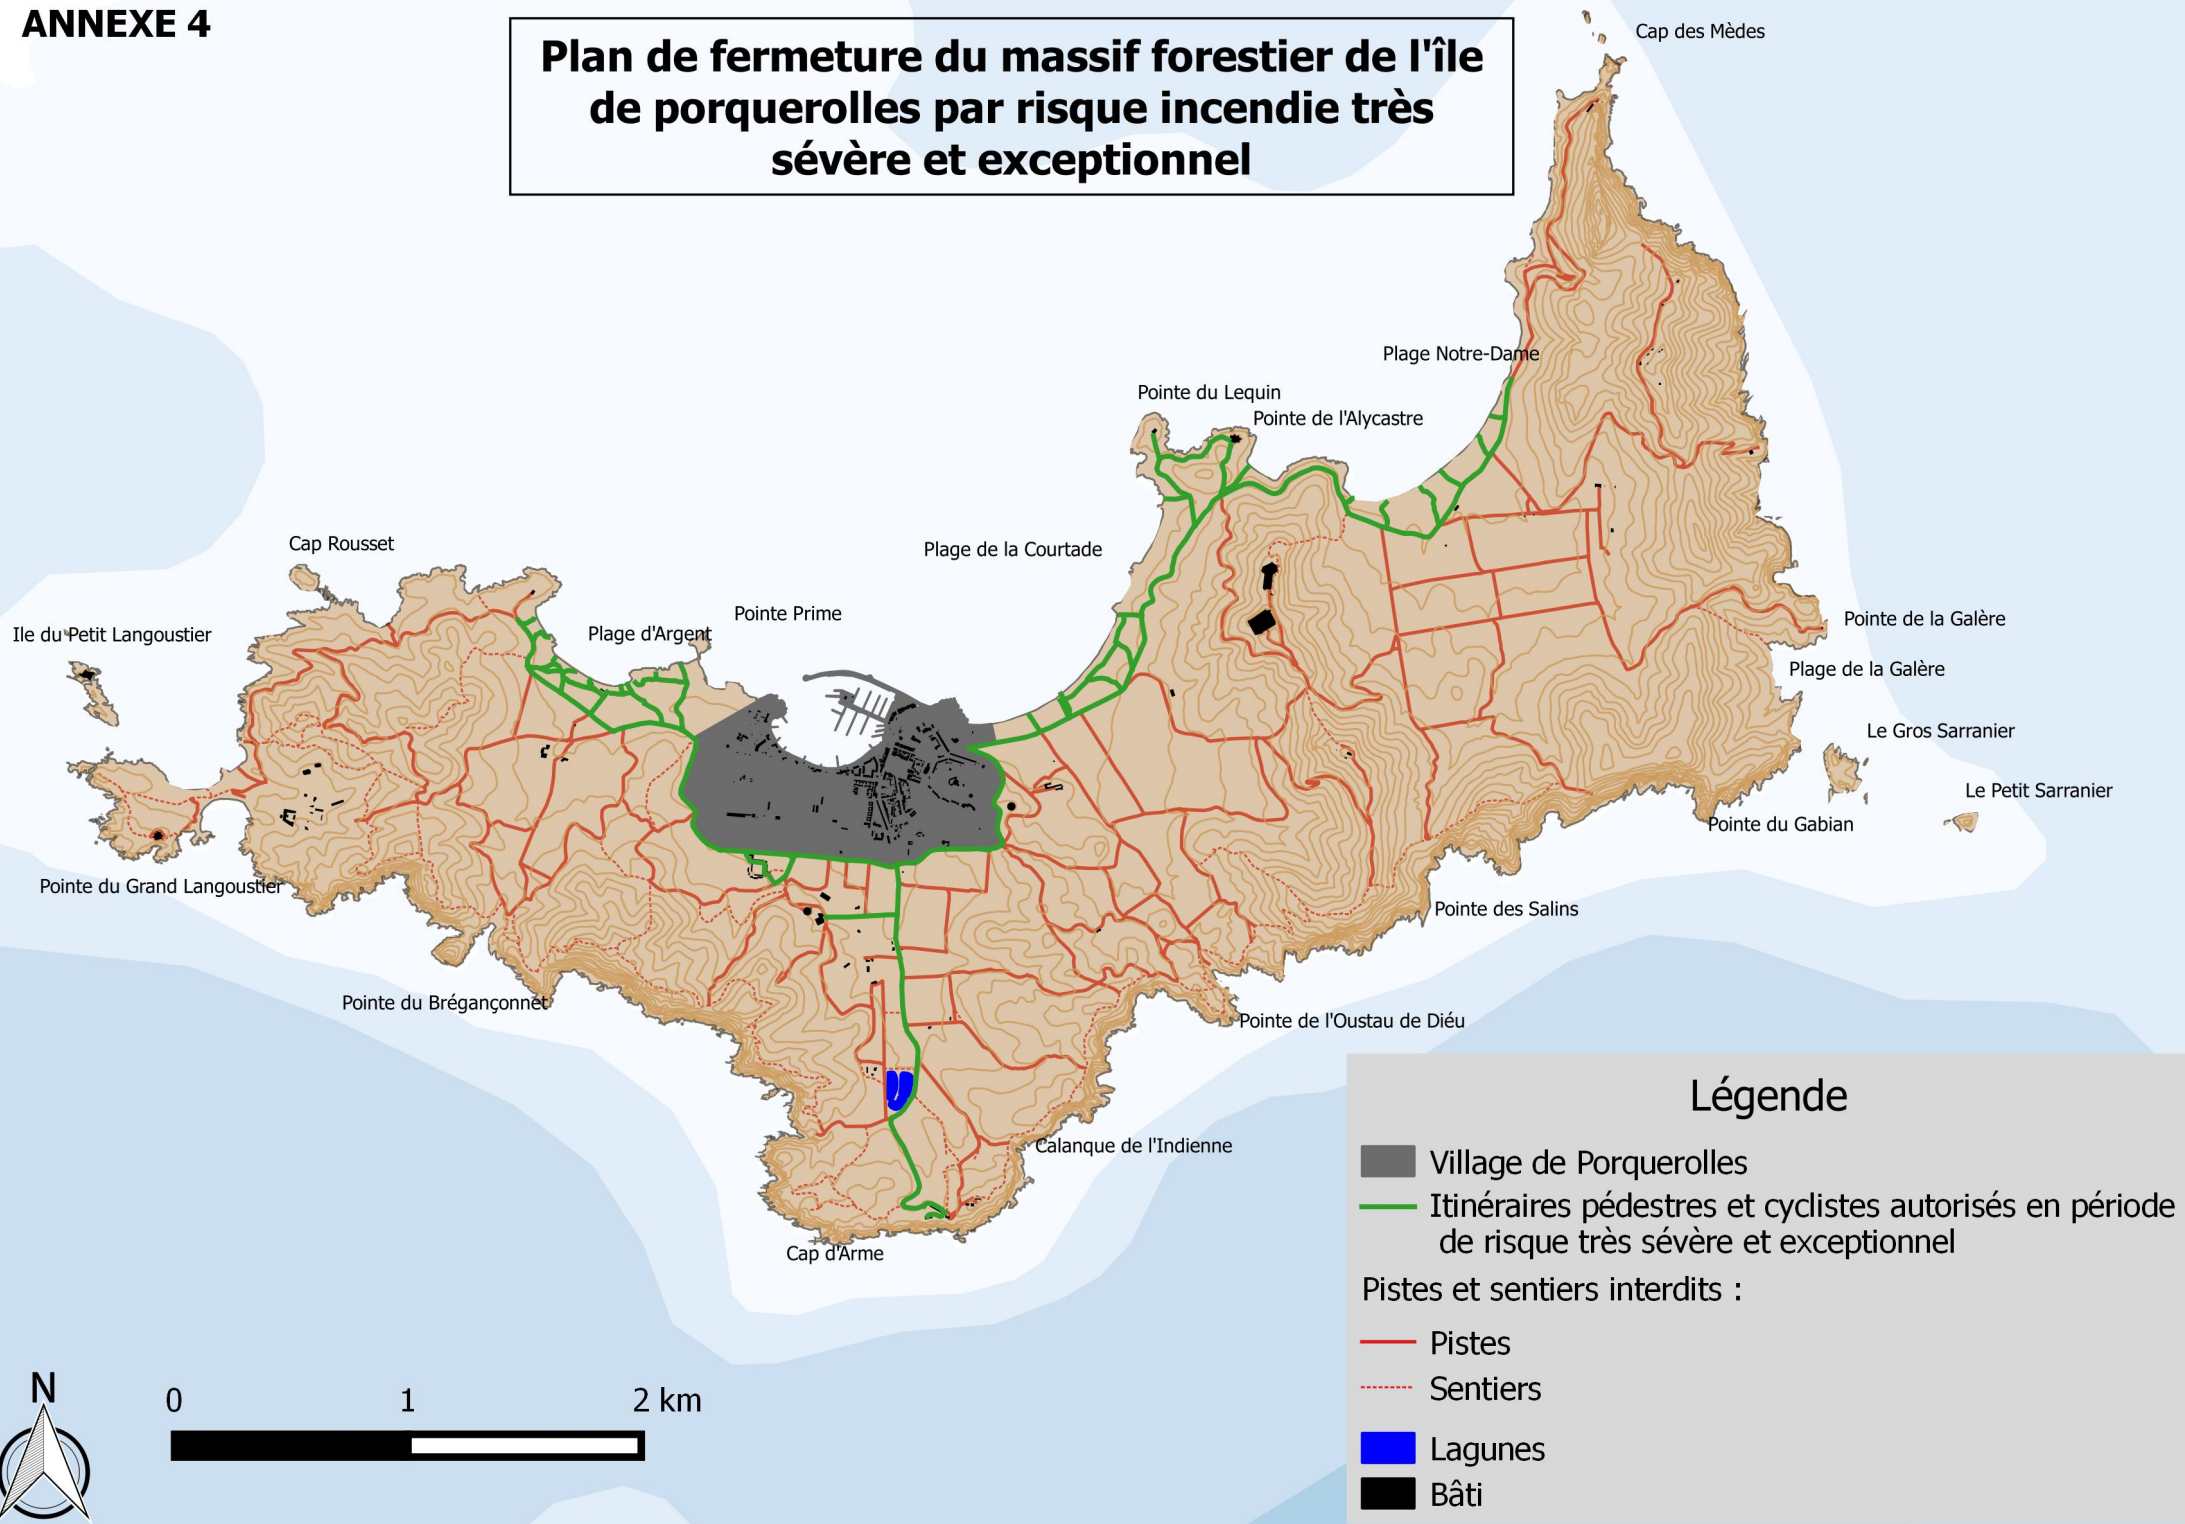 ANNEXE 4
Plan de fermeture du massif forestier de l'île
de porquerolles par risque incendie très
sévère et exceptionnel
Cap des Mèdes
Plage Notre-Dame
Pointe du Lequin
Pointe de l'Alycastre
Cap Rousset
Plage de la Courtade
Pointe Prime
Ile du Petit Langoustier
Plage d'Argent
Pointe de la Galère
Plage de la Galère
Le Gros Sarranier
Le Petit Sarranier
Pointe du Gabian
Pointe du Grand Langoustier
Pointe des Salins
Pointe du Brégançonnet
Pointe de l'Oustau de Diéu
Calanque de l'Indienne
Cap d'Arme
Légende
Village de Porquerolles
Itinéraires pédestres et cyclistes autorisés en période
de risque très sévère et exceptionnel
Pistes et sentiers interdits :
Pistes
Sentiers
Lagunes
Bâti
N
0 1 2 km